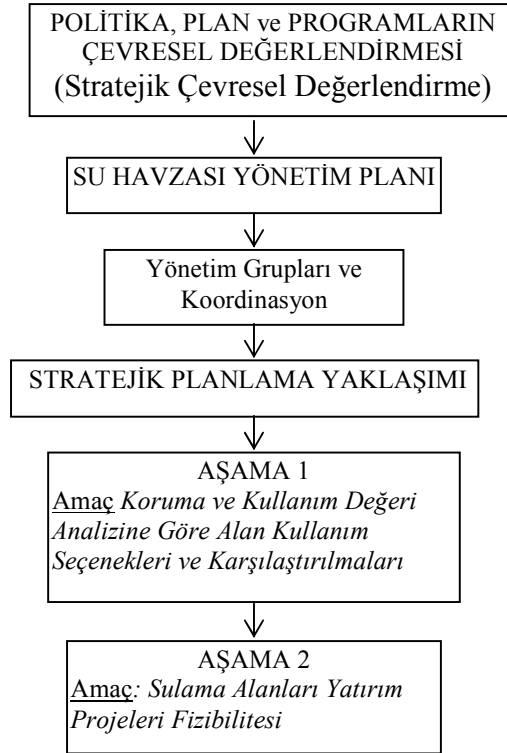 POLİTİKA, PLAN ve PROGRAMLARIN
ÇEVRESEL DEĞERLENDİRMESİ
(Stratejik Çevresel Değerlendirme)
SU HAVZASI YÖNETİM PLANI
Yönetim Grupları ve
Koordinasyon
STRATEJİK PLANLAMA YAKLAŞIMI
AŞAMA 1
Amaç Koruma ve Kullanım Değeri
Analizine Göre Alan Kullanım
Seçenekleri ve Karşılaştırılmaları
AŞAMA 2
Amaç: Sulama Alanları Yatırım
Projeleri Fizibilitesi